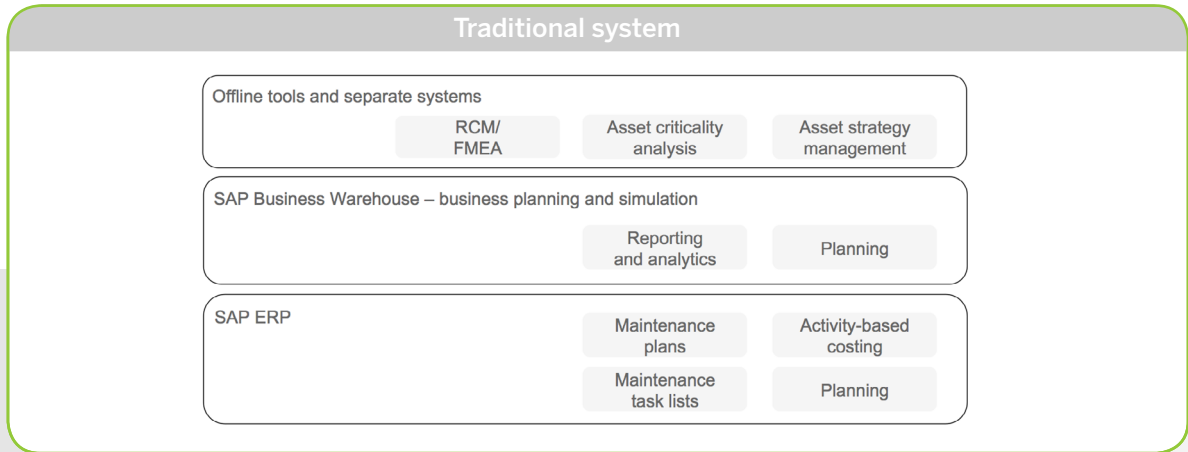 Traditional system
Offline tools and separate systems
RCM/
FMEA
Asset criticality
analysis
Asset strategy
management
SAP Business Warehouse – business planning and simulation
Reporting
and analytics
Planning
SAP ERP
Maintenance
plans
Activity-based
costing
Maintenance
task lists
Planning